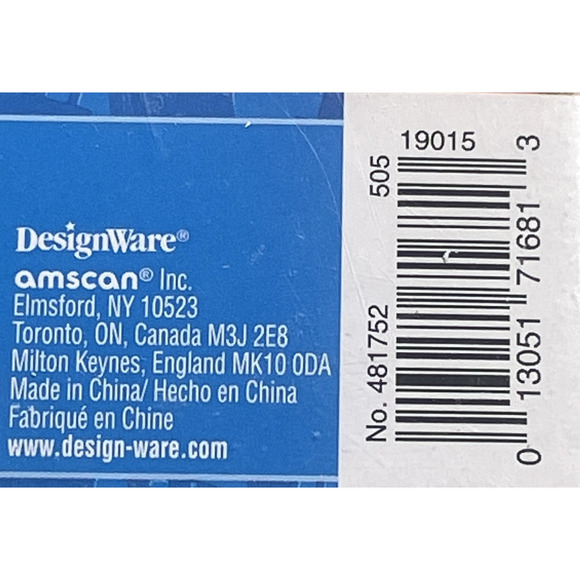 DesignWare®
amscan® Inc.
Elmsford, NY 10523
Toronto, ON, Canada M3J 2E8
Milton Keynes, England MK10 0DA
Made in China/ Hecho en China
Fabriqué en Chine
www.design-ware.com
19015
No. 481752 505
0 13051 71681 3